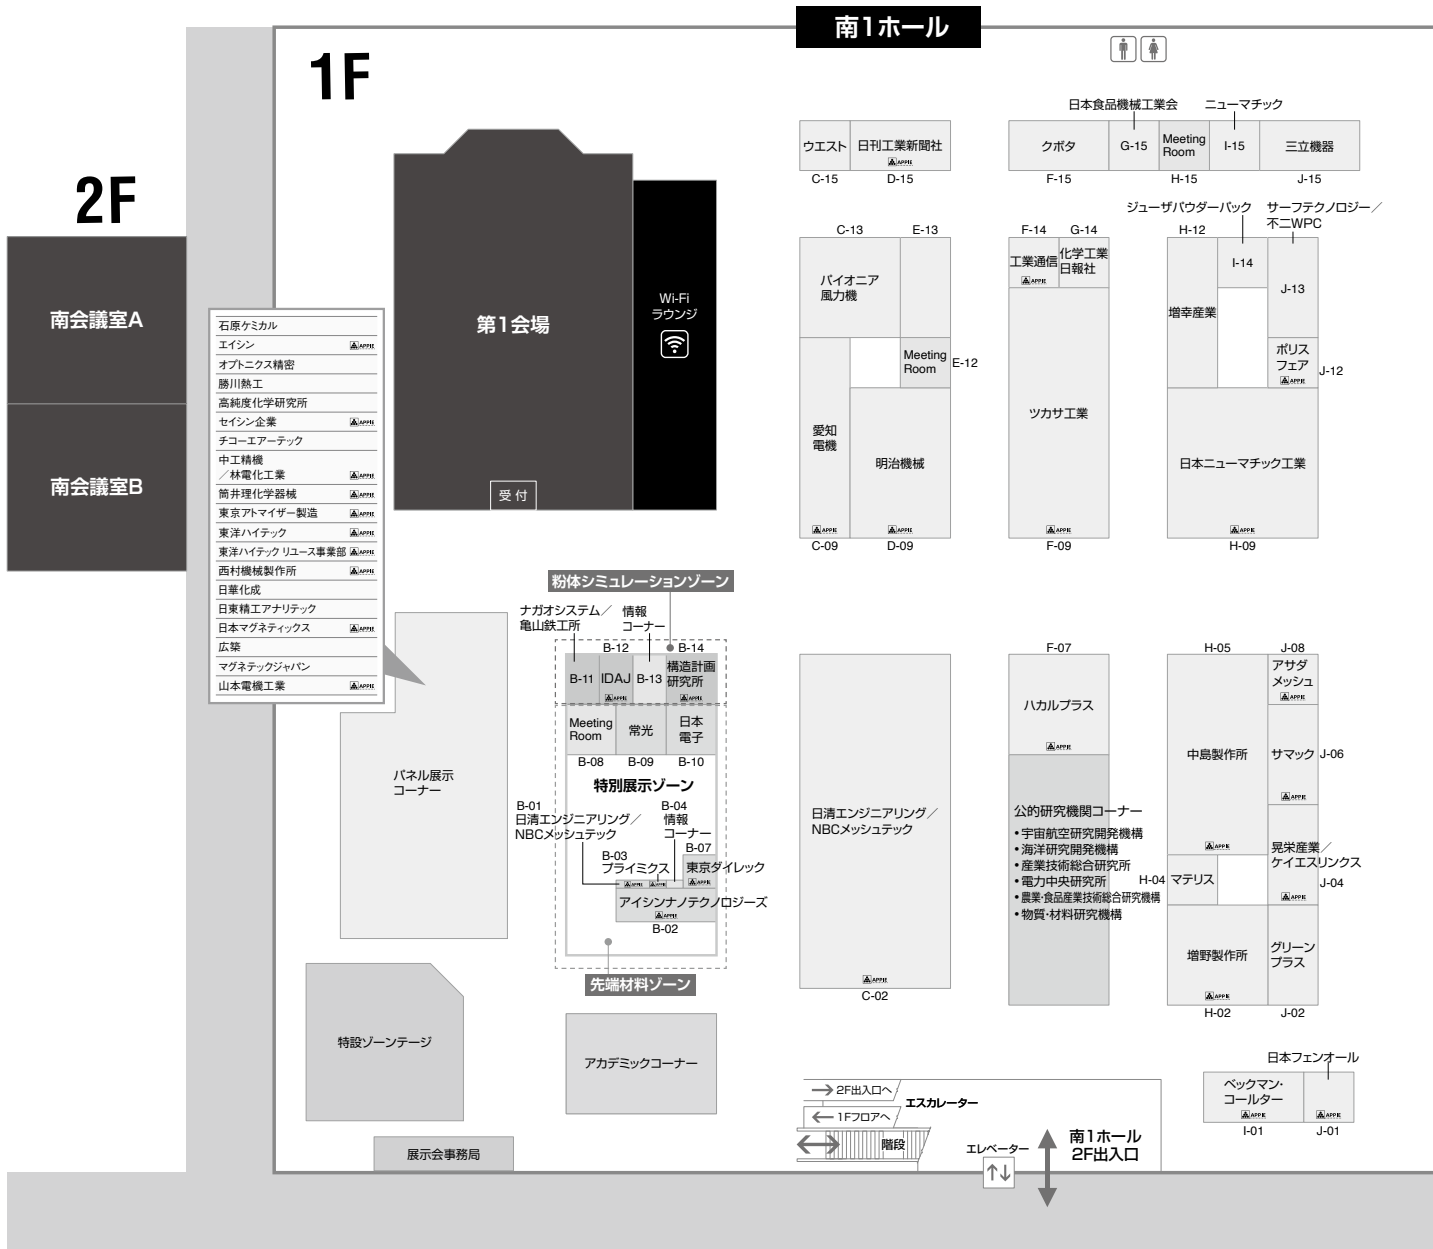 南1ホール
1F
2F
南会議室A
南会議室B
第1会場
受付
Wi-Fi
ラウンジ
石原ケミカル
エイシン APPIE
オプトニクス精密
勝川熱工
高純度化学研究所
セイシン企業 APPIE
チコーエアーテック
中工精機
／林電化工業 APPIE
筒井理化学器械 APPIE
東京アトマイザー製造 APPIE
東洋ハイテック APPIE
東洋ハイテック リユース事業部 APPIE
西村機械製作所 APPIE
日華化成
日東精工アナリテック
日本マグネティックス APPIE
広築
マグネテックジャパン
山本電機工業 APPIE
パネル展示
コーナー
特設ゾーンテージ
展示会事務局
粉体シミュレーションゾーン
ナガオシステム／
亀山鉄工所
情報
コーナー
B-12
B-14
B-11
IDAJ
APPIE
B-13
構造計画
研究所
APPIE
Meeting
Room
常光
日本
電子
B-08
B-09
B-10
特別展示ゾーン
B-01
日清エンジニアリング／
NBCメッシュテック
B-04
情報
コーナー
B-03
プライミクス
B-07
東京ダイレック
APPIE
APPIE
APPIE
アイシンナノテクノロジーズ
APPIE
B-02
先端材料ゾーン
アカデミックコーナー
ウエスト
日刊工業新聞社
APPIE
C-15
D-15
C-13
E-13
パイオニア
風力機
Meeting
Room
E-12
愛知
電機
明治機械
APPIE
APPIE
C-09
D-09
日清エンジニアリング／
NBCメッシュテック
APPIE
C-02
日本食品機械工業会
ニューマチック
クボタ
G-15
Meeting
Room
I-15
三立機器
F-15
H-15
J-15
F-14
G-14
工業通信
APPIE
化学工業
日報社
ツカサ工業
APPIE
F-09
ジューザパウダーパック
サーフテクノロジー／
不二WPC
H-12
I-14
J-13
増幸産業
ポリス
フェア
APPIE
J-12
日本ニューマチック工業
APPIE
H-09
F-07
ハカルプラス
APPIE
公的研究機関コーナー
•宇宙航空研究開発機構
•海洋研究開発機構
•産業技術総合研究所
•電力中央研究所
•農業・食品産業技術総合研究機構
•物質・材料研究機構
H-05
J-08
アサダ
メッシュ
APPIE
中島製作所
APPIE
サマック
J-06
APPIE
晃栄産業／
ケイエスリンクス
J-04
APPIE
H-04
マテリス
増野製作所
APPIE
グリーン
プラス
H-02
J-02
日本フェンオール
ベックマン・
コールター
APPIE
APPIE
I-01
J-01
2F出入口へ
エスカレーター
1Fフロアへ
階段
エレベーター
南1ホール
2F出入口